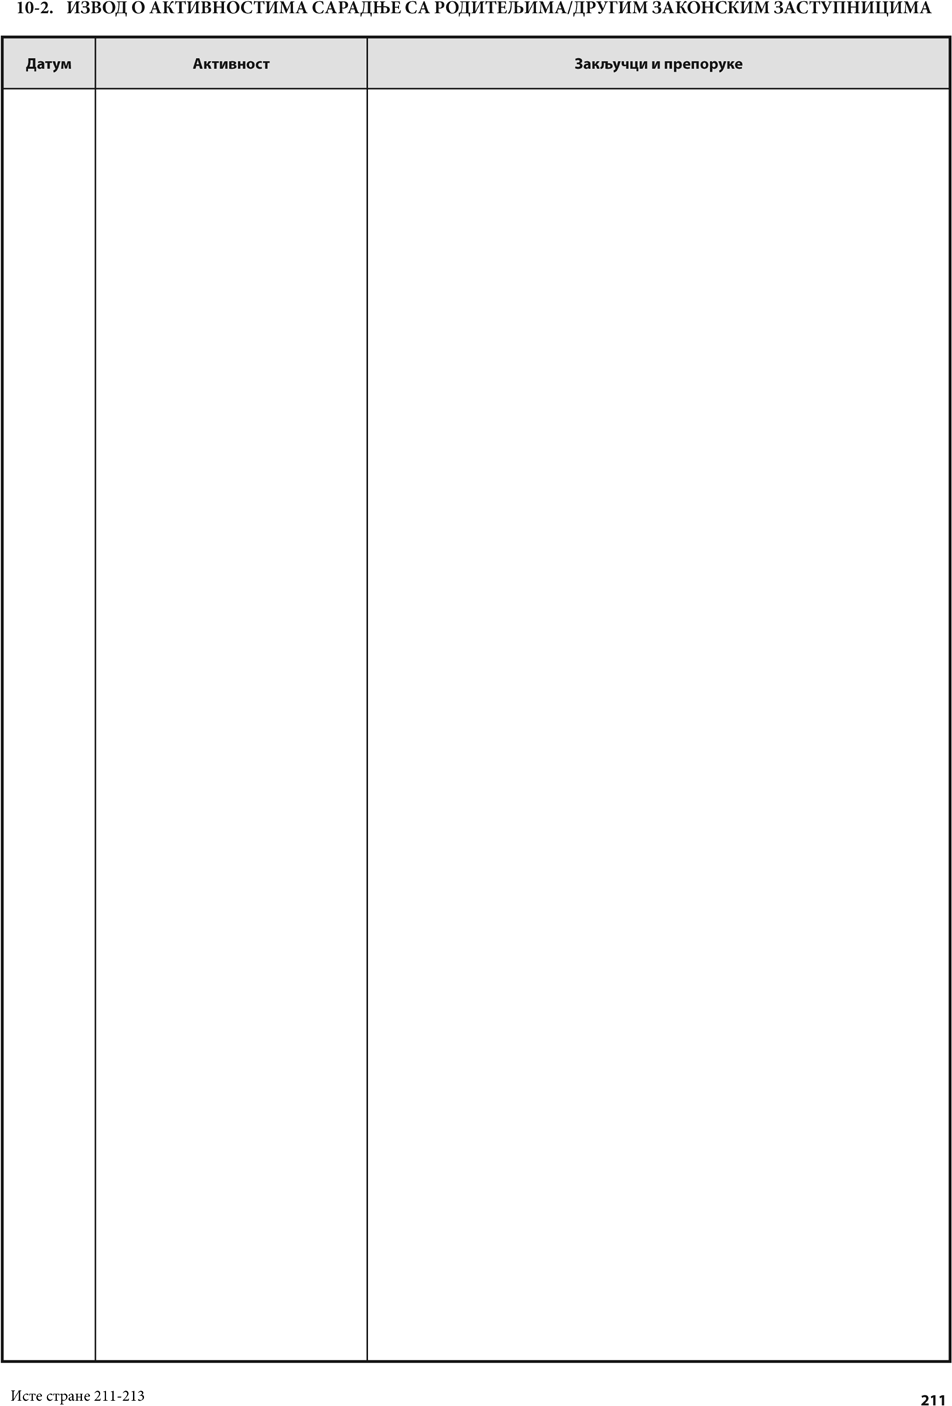 10-2. ИЗВОД О АКТИВНОСТИМА САРАДЊЕ СА РОДИТЕЉИМА/ДРУГИМ ЗАКОНСКИМ ЗАСТУПНИЦИМА
Датум Активност Закључци и препоруке
Исте стране 211-213 211